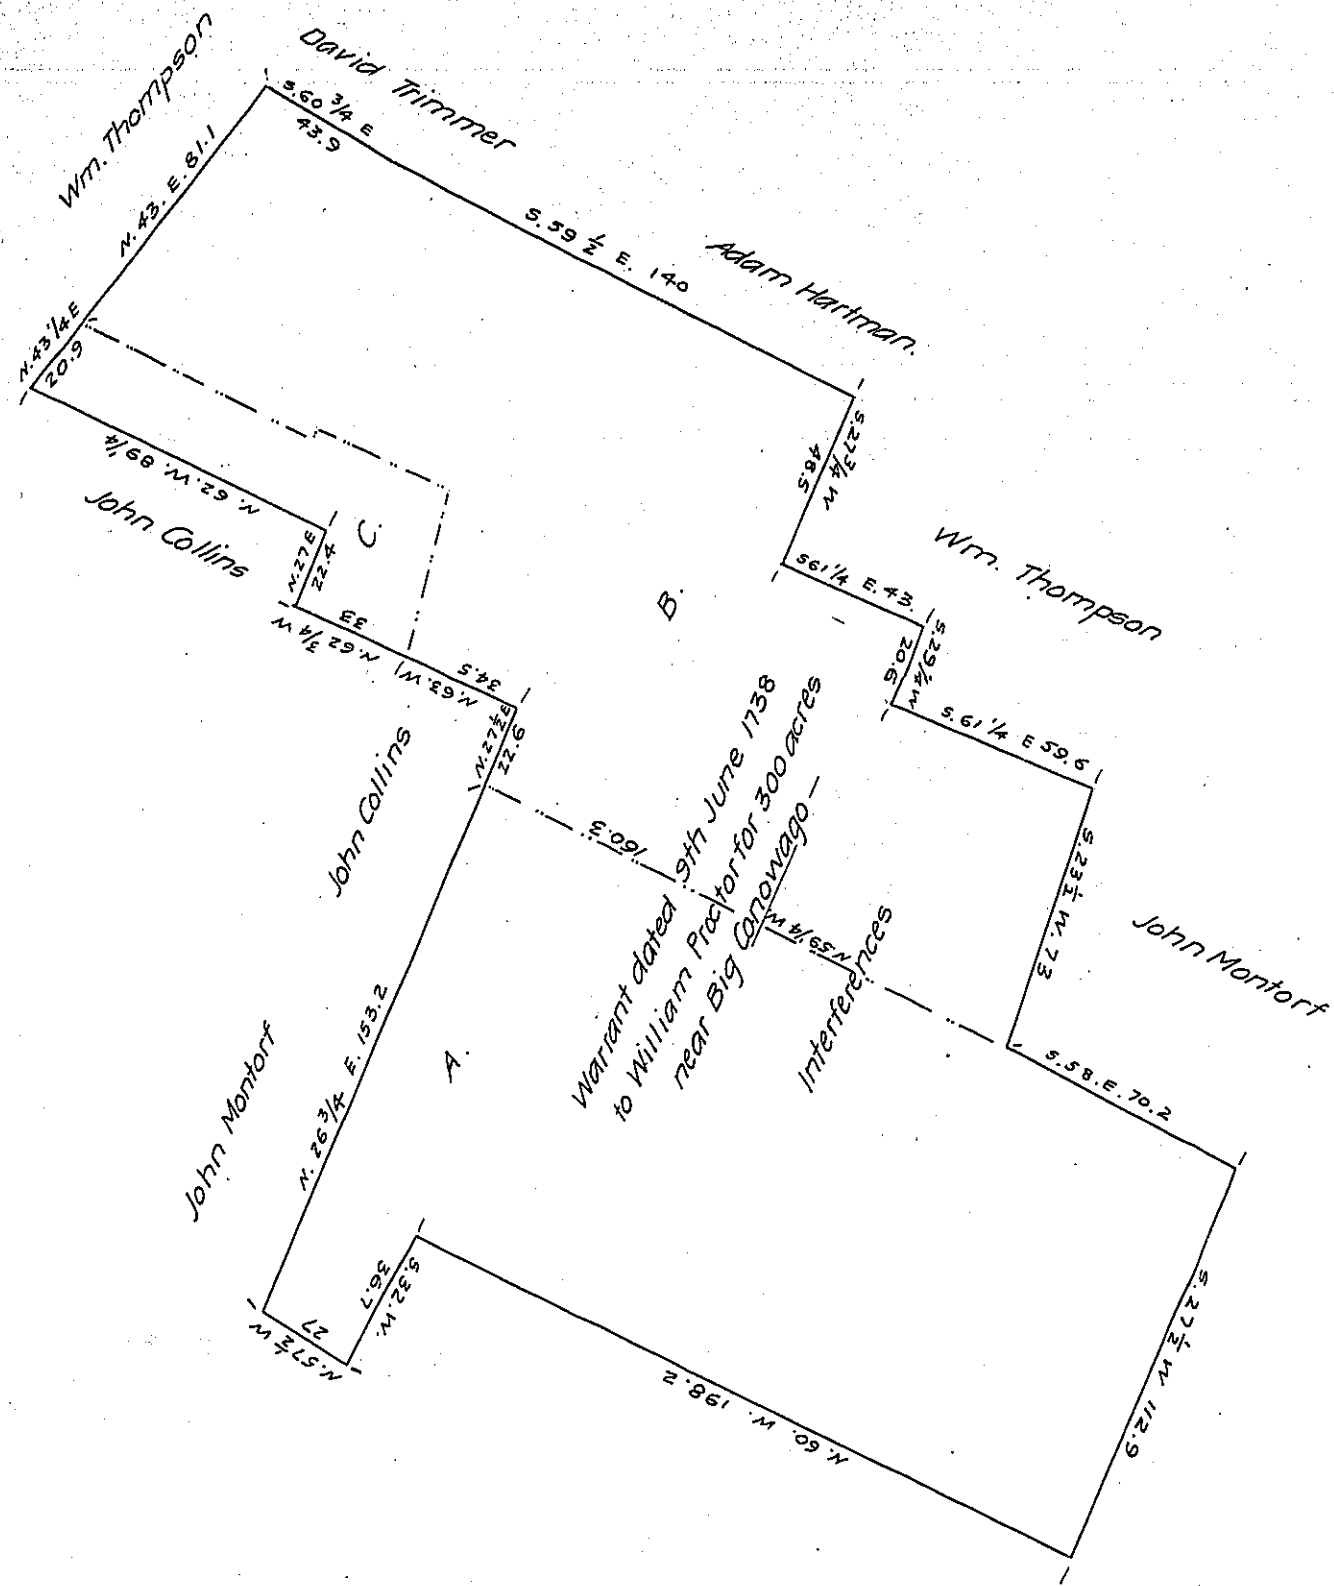 Wm. Thompson
David Trimmer
S.60 3/4 E
43.9
N. 43. E. 81.1
S. 59 1/2 E. 140
Adam Hartman.
N. 43 1/4 E
20.9
N. 62. W. 89 1/4
John Collins
S.27 3/4 W
48.5
Wm. Thompson
S61 1/4 E. 43.
S.29 1/4 W
20.6
S. 61 1/4 E 59.6
C.
N.27E
22.4
33
N.62 3/4 W
34.5
N.63.W
N.27 1/2 E
22.6
B.
John Collins
160.3
N59 1/4 W
Warrant dated 9th June 1738
to William Proctor for 300 acres
near Big Conowago —
Interferences
S.23 1/2 W. 73
John Montorf
S.58.E. 70.2
John Montorf
N. 26 3/4 E. 153.2
A.
S.32.W.
36.7
27
N.57 1/2 W
N. 60. W. 198.2
S. 27 1/2 W 112.9